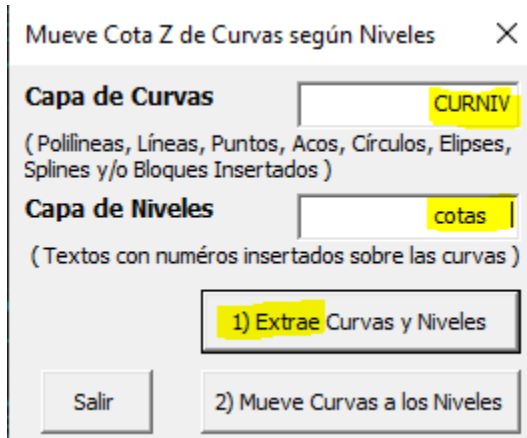 Mueve Cota Z de Curvas según Niveles
Capa de Curvas CURNIV
( Polilìneas, Líneas, Puntos, Acos, Círculos, Elipses,
Splines y/o Bloques Insertados )
Capa de Niveles cotas
( Textos con numéros insertados sobre las curvas )
1) Extrae Curvas y Niveles
Salir 2) Mueve Curvas a los Niveles